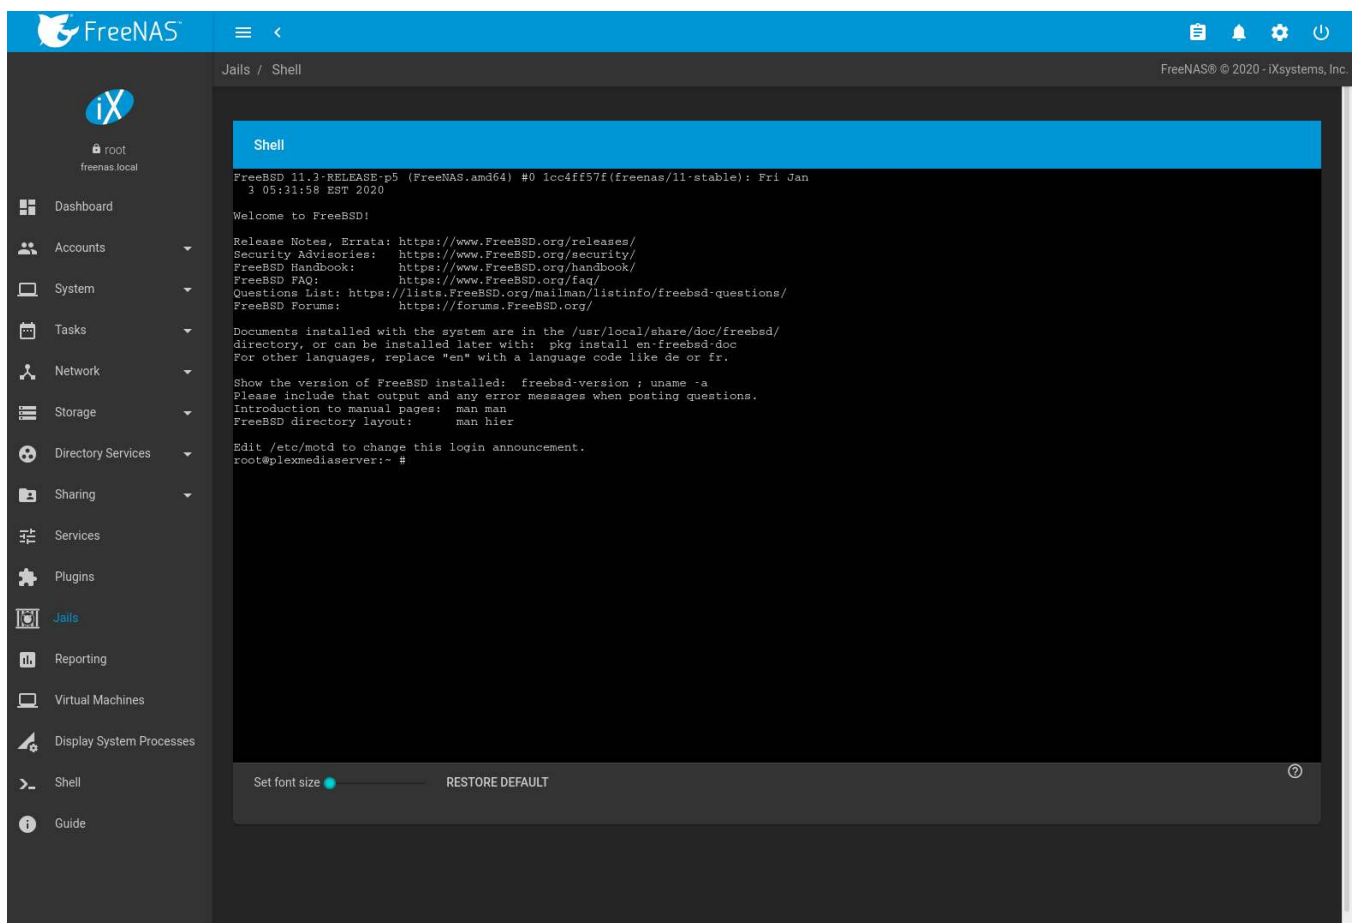 FreeNAS™
Jails / Shell
FreeNAS® © 2020 - iXsystems, Inc.
iX
root
freenas.local
Dashboard
Accounts
System
Tasks
Network
Storage
Directory Services
Sharing
Services
Plugins
Jails
Reporting
Virtual Machines
Display System Processes
Shell
Guide
Shell
FreeBSD 11.3-RELEASE-p5 (FreeNAS.amd64) #0 1cc4ff57f(freenas/11-stable): Fri Jan
3 05:31:58 EST 2020
Welcome to FreeBSD!
Release Notes, Errata: https://www.FreeBSD.org/releases/
Security Advisories: https://www.FreeBSD.org/security/
FreeBSD Handbook: https://www.FreeBSD.org/handbook/
FreeBSD FAQ: https://www.FreeBSD.org/faq/
Questions List: https://lists.FreeBSD.org/mailman/listinfo/freebsd-questions/
FreeBSD Forums: https://forums.FreeBSD.org/
Documents installed with the system are in the /usr/local/share/doc/freebsd/
directory, or can be installed later with: pkg install en-freebsd-doc
For other languages, replace "en" with a language code like de or fr.
Show the version of FreeBSD installed: freebsd-version ; uname -a
Please include that output and any error messages when posting questions.
Introduction to manual pages: man man
FreeBSD directory layout: man hier
Edit /etc/motd to change this login announcement.
root@plexmediaserver:~ #
Set font size
RESTORE DEFAULT